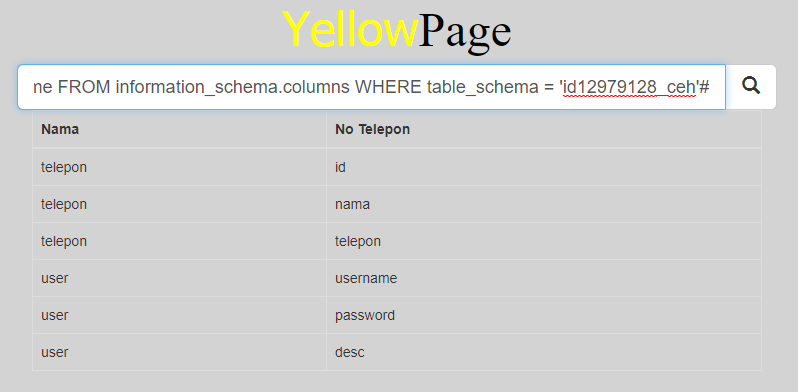 YellowPage
ne FROM information_schema.columns WHERE table_schema = 'id12979128_ceh'#
Nama No Telepon
telepon id
telepon nama
telepon telepon
user username
user password
user desc